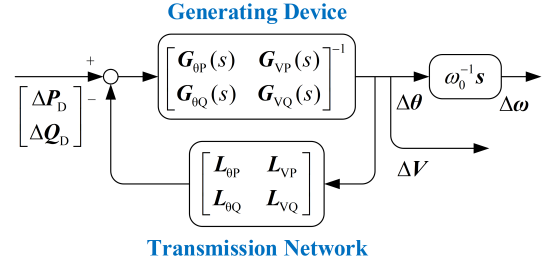 Generating Device
+
G_θP(s) G_VP(s)
G_θQ(s) G_VQ(s)
-1
ω_0^{-1} s
ΔP_D
ΔQ_D
−
Δθ
Δω
ΔV
L_θP L_VP
L_θQ L_VQ
Transmission Network